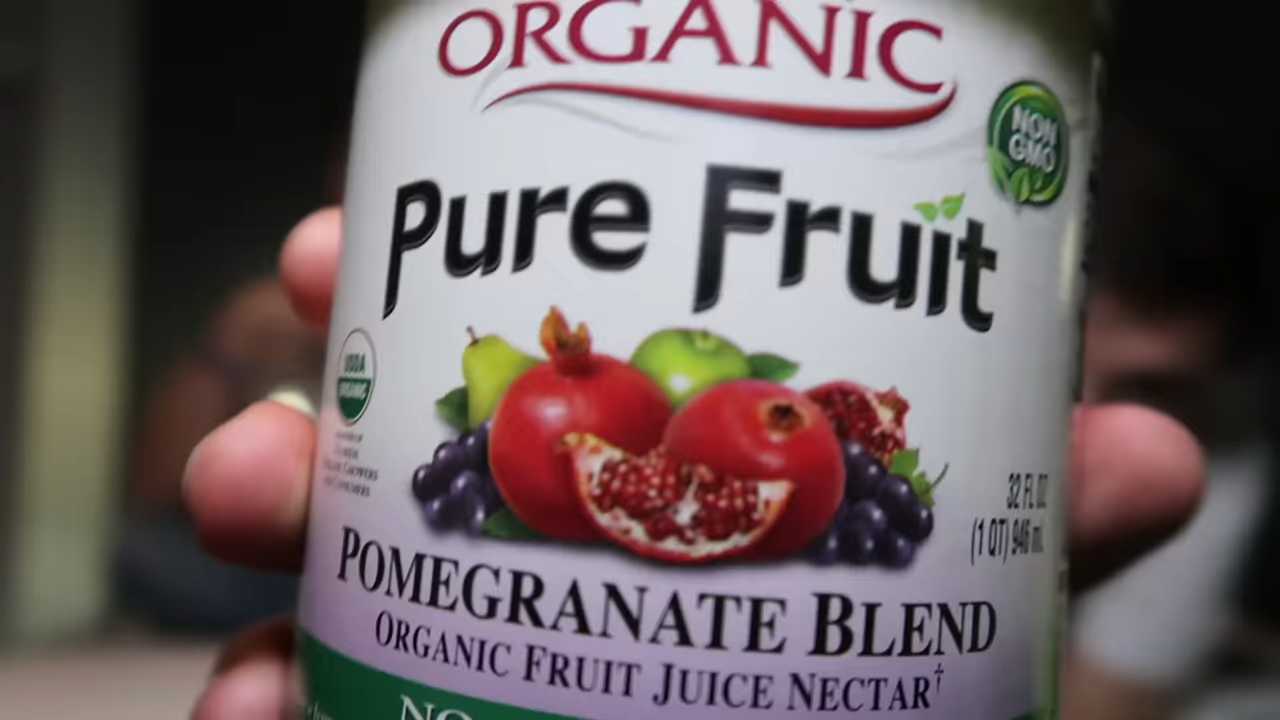 ORGANIC
NON
GMO
Pure Fruit
USDA
ORGANIC
32 FL OZ
(1 QT) 946 mL
POMEGRANATE BLEND
ORGANIC FRUIT JUICE NECTAR†